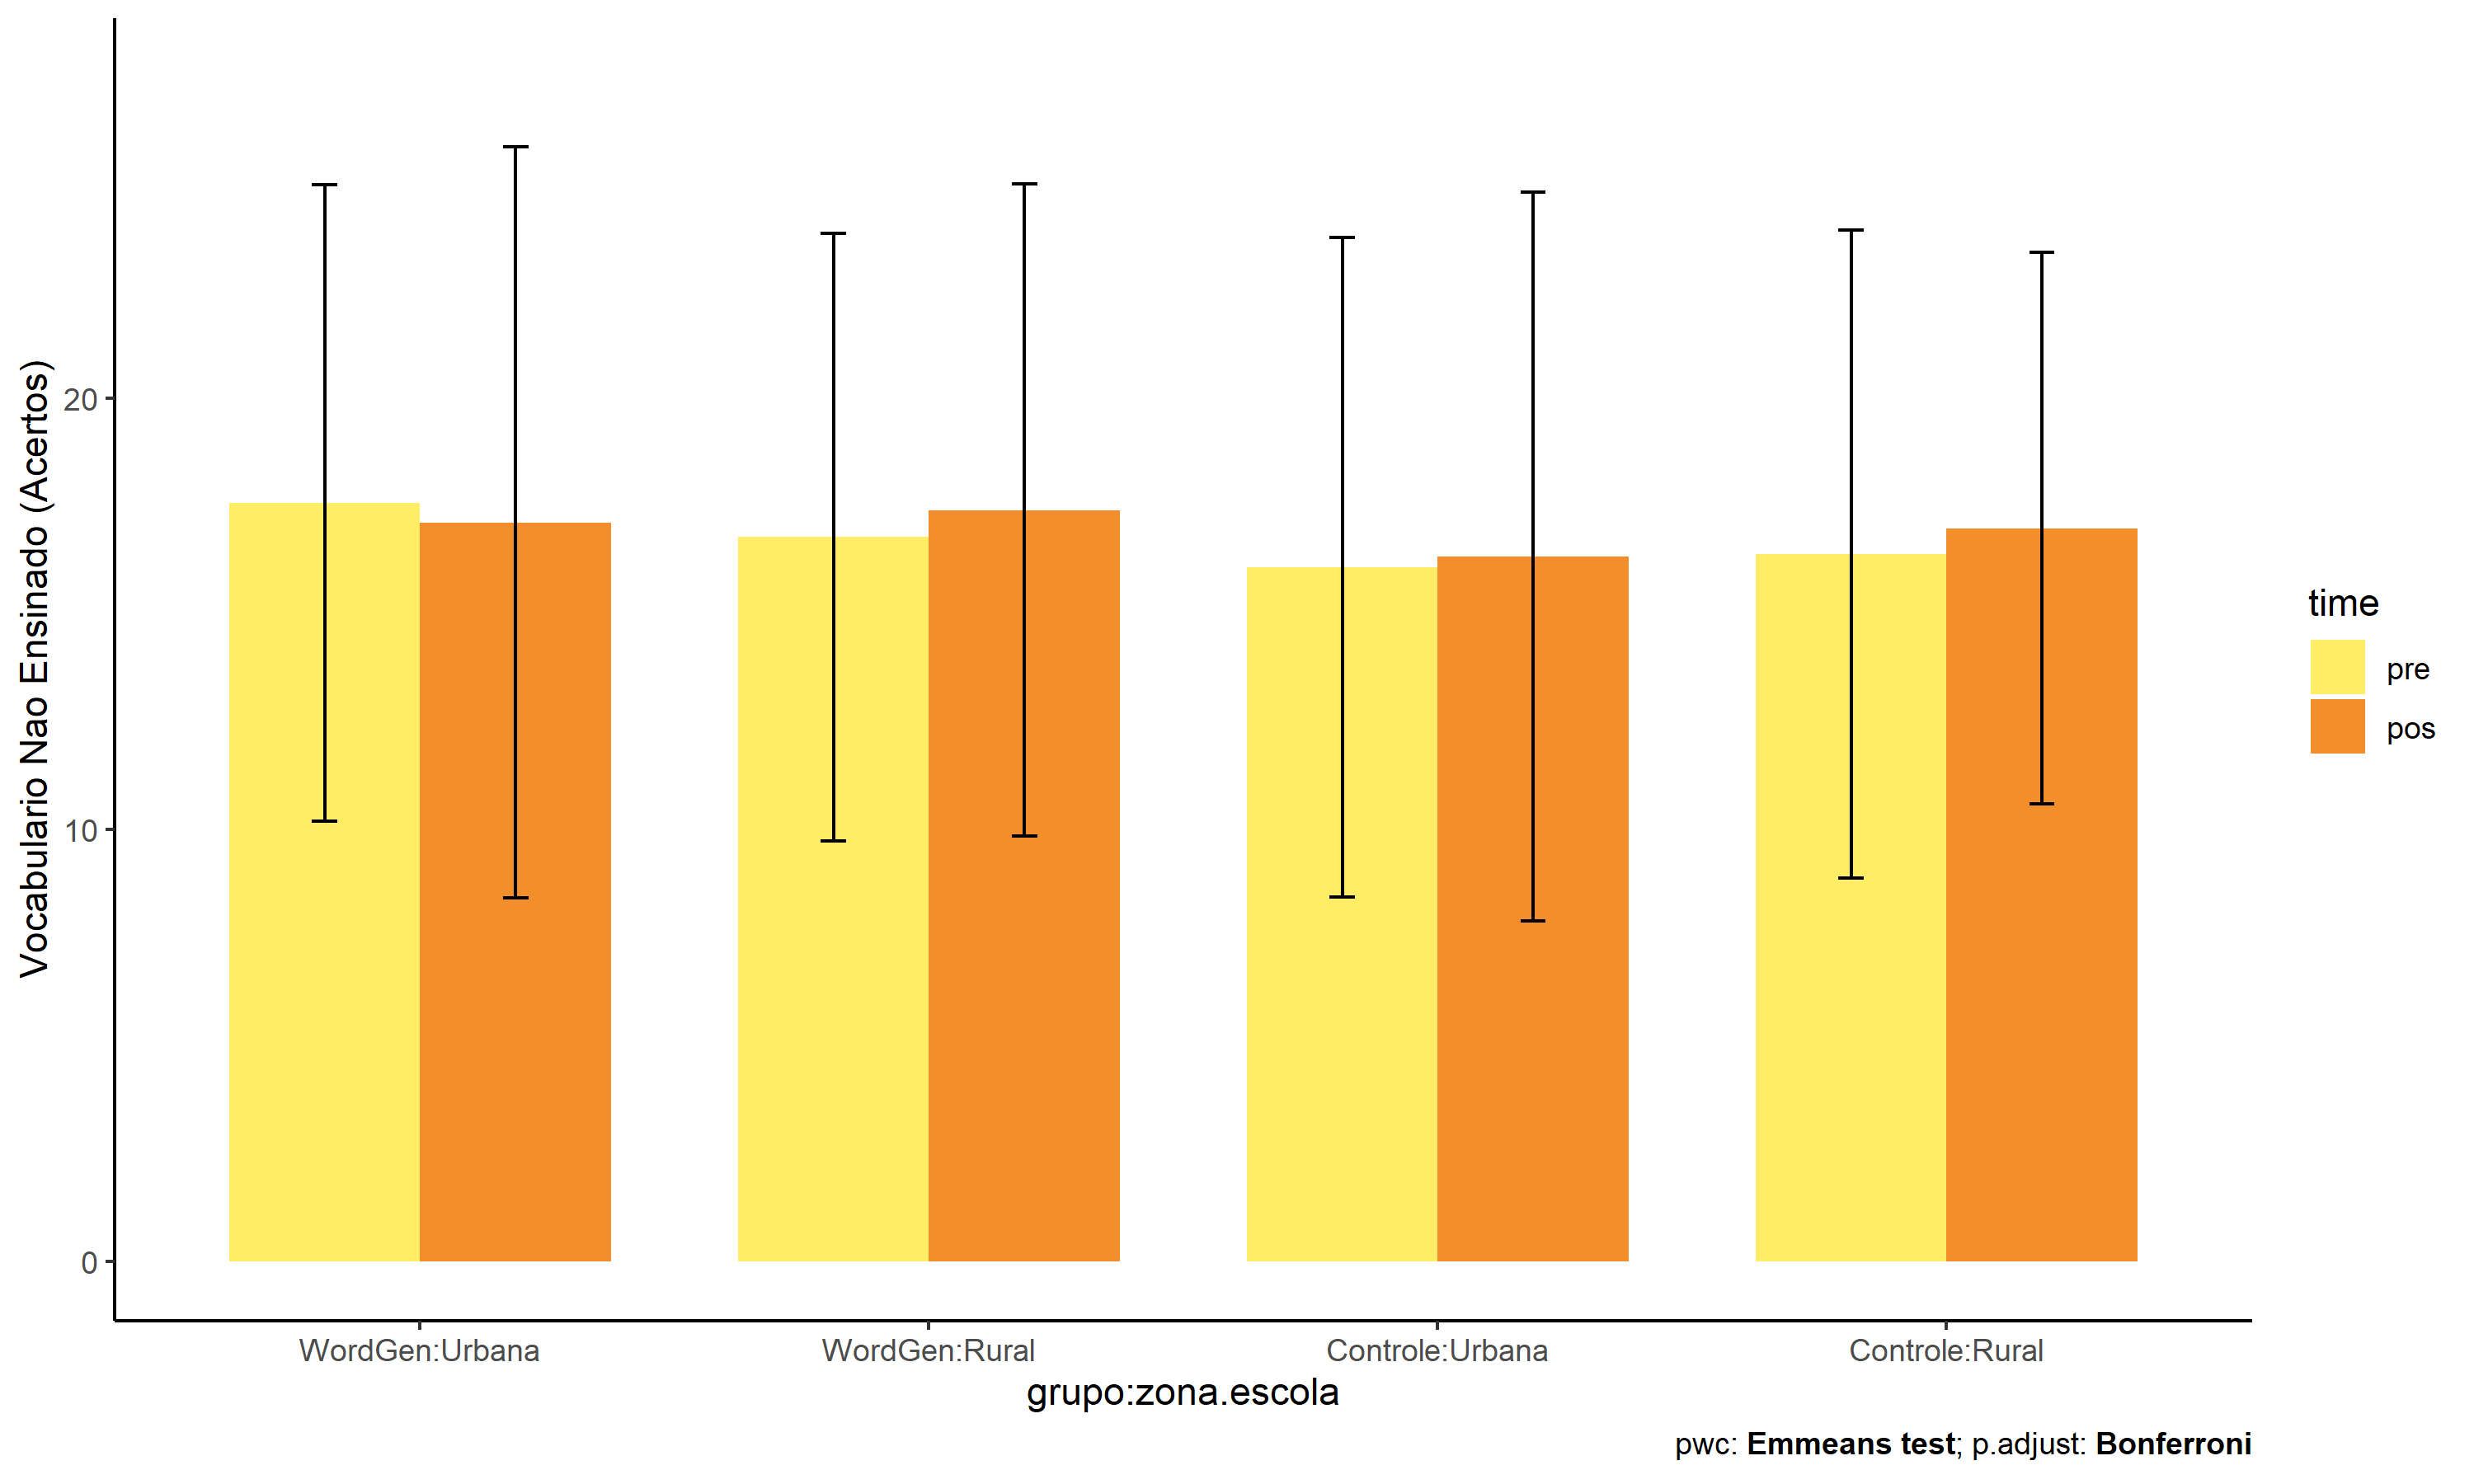 Vocabulario Nao Ensinado (Acertos)
20
10
0
WordGen:Urbana
WordGen:Rural
Controle:Urbana
Controle:Rural
grupo:zona.escola
pwc: Emmeans test; p.adjust: Bonferroni
time
pre
pos